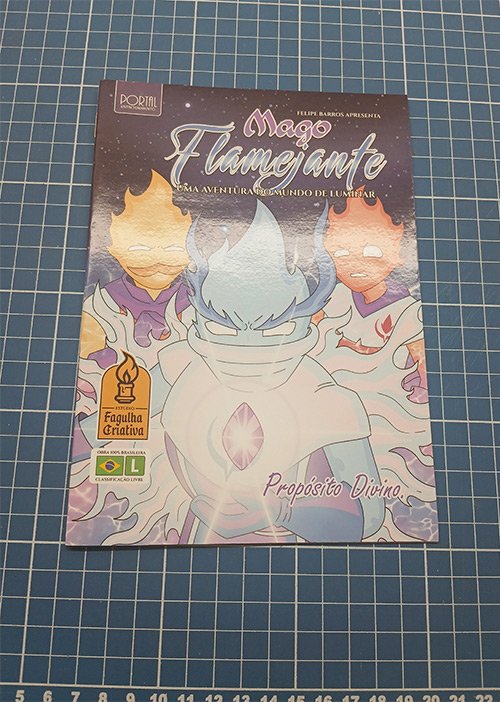 PORTAL
FELIPE BARROS APRESENTA
Mago
Flamejante
UMA AVENTURA DO MUNDO DE LUMINAR
ESTÚDIO
Fagulha
Criativa
OBRA 100% BRASILEIRA
L
CLASSIFICAÇÃO LIVRE
Propósito Divino
5 6 7 8 9 10 11 12 13 14 15 16 17 18 19 20 21 22